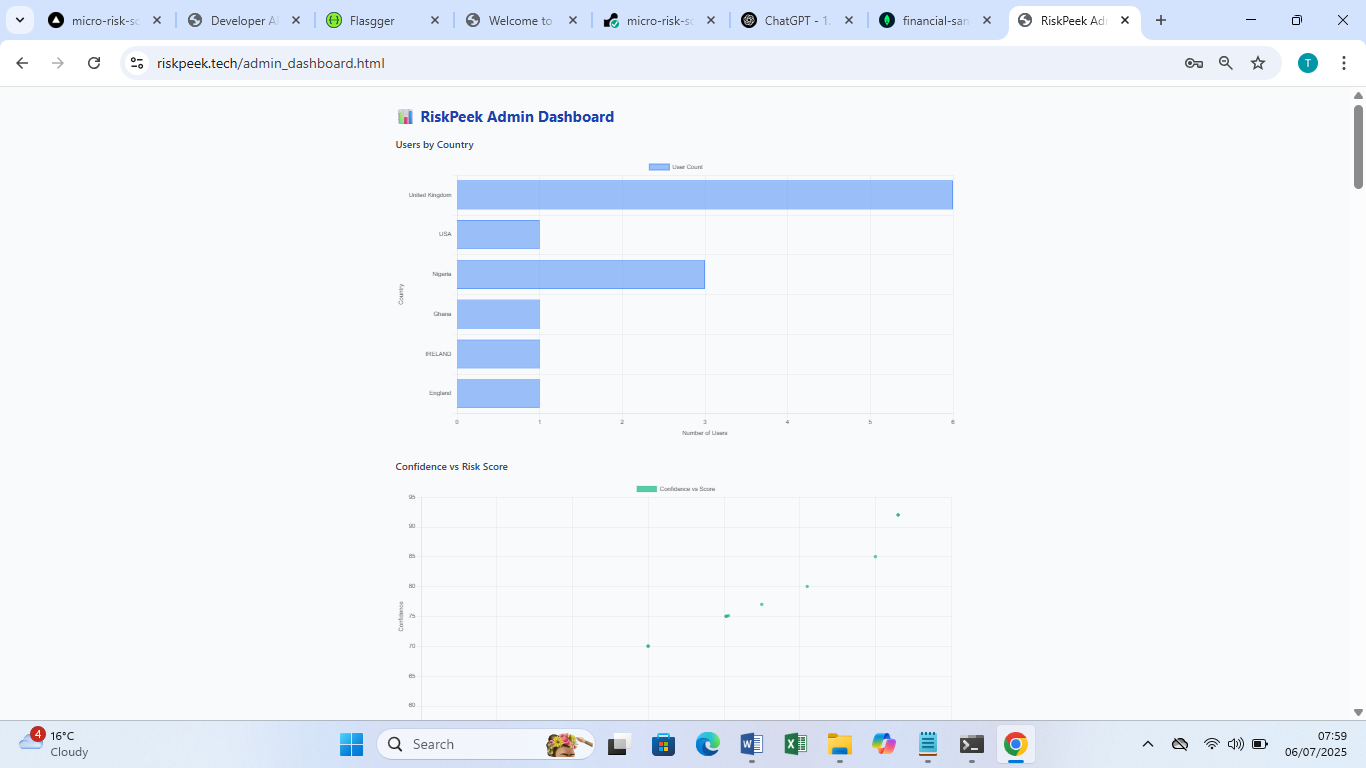 micro-risk-sc
Developer AI
Flasgger
Welcome to
micro-risk-sc
ChatGPT - 1.
financial-san
RiskPeek Ad
riskpeek.tech/admin_dashboard.html
T
RiskPeek Admin Dashboard
Users by Country
User Count
United Kingdom
USA
Nigeria
Ghana
IRELAND
England
Country
0 1 2 3 4 5 6
Number of Users
Confidence vs Risk Score
Confidence vs Score
95
90
85
80
75
70
65
60
Confidence
4
16°C
Cloudy
Search
07:59
06/07/2025